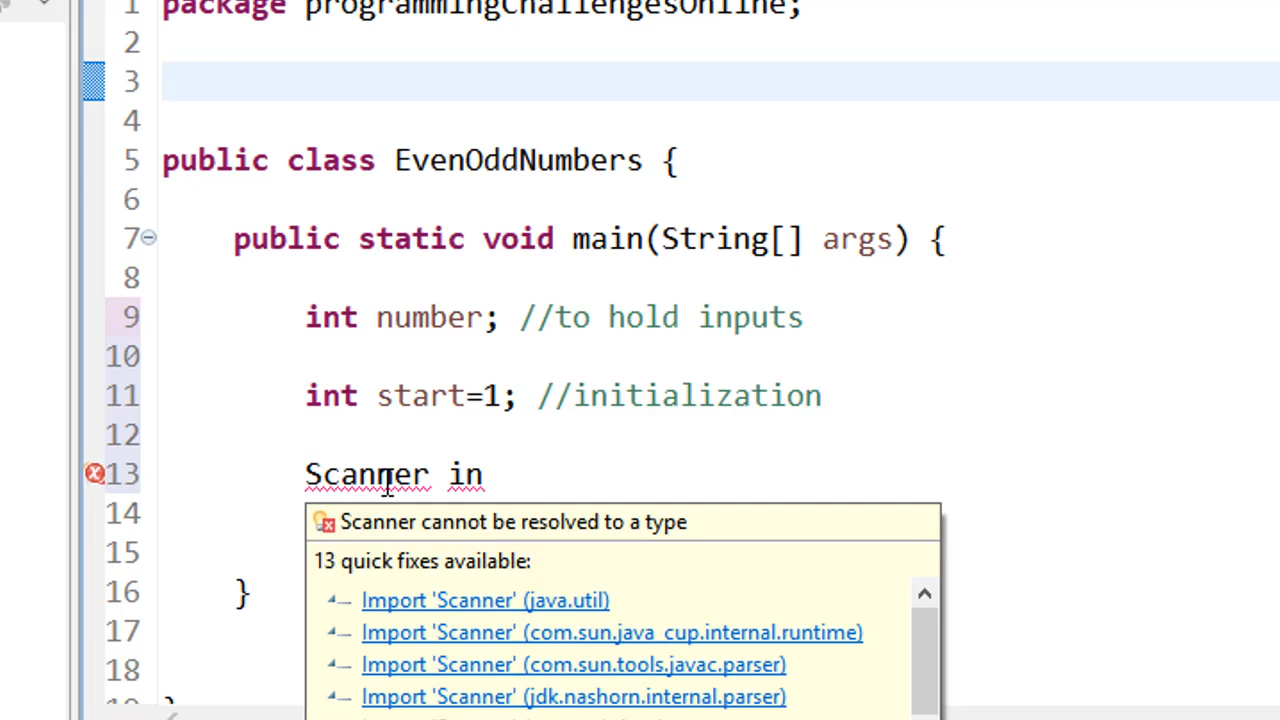 1 package programmingChallengesOnline;
2
3
4
5 public class EvenOddNumbers {
6
7 public static void main(String[] args) {
8
9 int number; //to hold inputs
10
11 int start=1; //initialization
12
13 Scanner in
14
Scanner cannot be resolved to a type
15
13 quick fixes available:
16 }
Import 'Scanner' (java.util)
17
Import 'Scanner' (com.sun.java_cup.internal.runtime)
18
Import 'Scanner' (com.sun.tools.javac.parser)
Import 'Scanner' (jdk.nashorn.internal.parser)
19 }